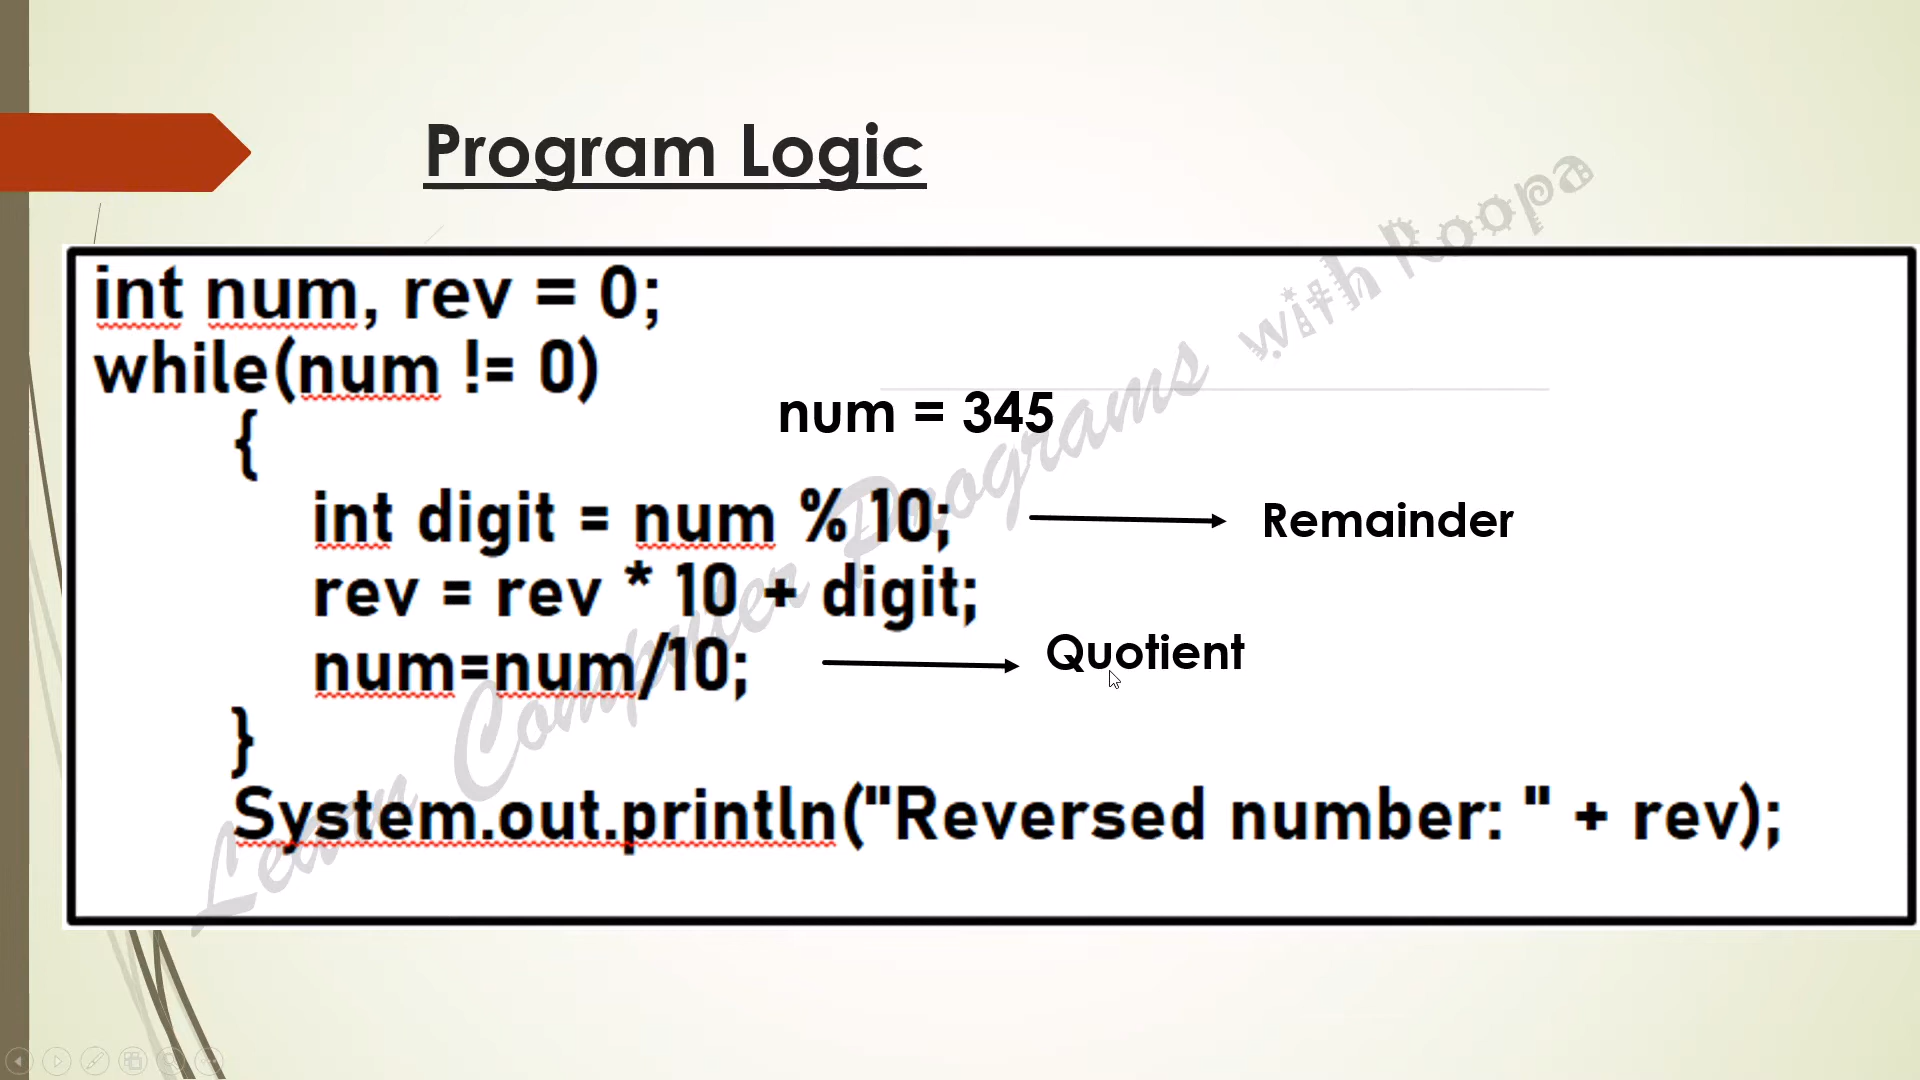 Program Logic
int num, rev = 0;
while(num != 0)
{
num = 345
int digit = num % 10;
Remainder
rev = rev * 10 + digit;
num=num/10;
Quotient
}
System.out.println("Reversed number: " + rev);
Learn Computer Programs with Roopa